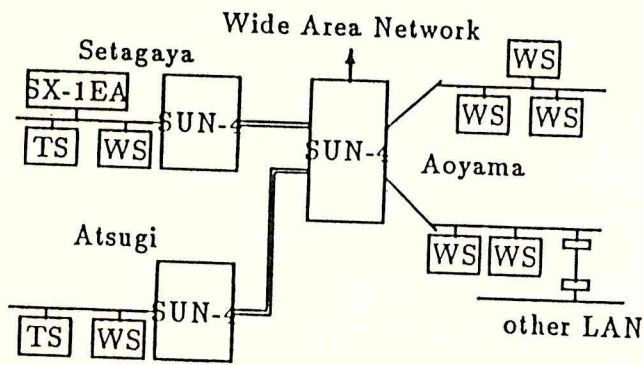 Wide Area Network
Setagaya
SX-1EA
SUN-4
TS
WS
SUN-4
WS
WS
WS
Aoyama
Atsugi
SUN-4
TS
WS
WS
WS
other LAN